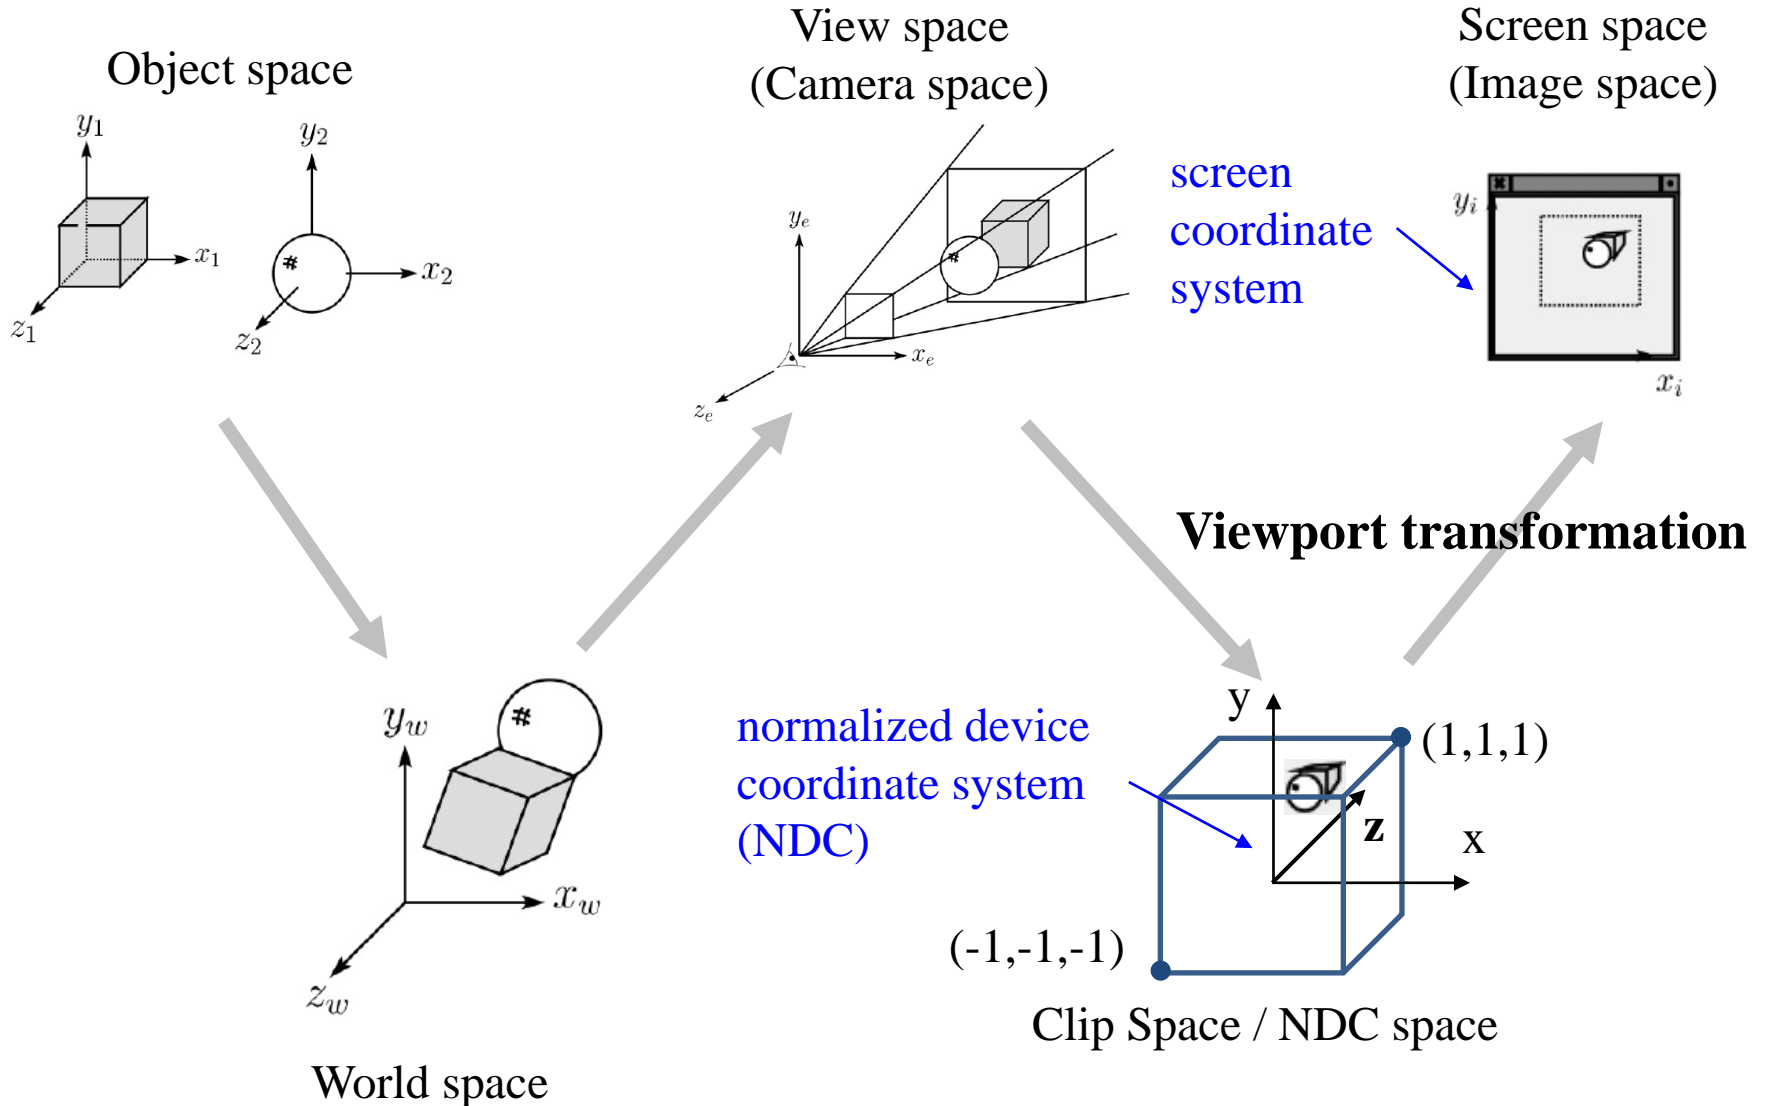 Object space
y1
x1
z1
y2
x2
z2
View space
(Camera space)
ye
xe
ze
screen
coordinate
system
Screen space
(Image space)
yi
xi
Viewport transformation
#
#
#
yw
xw
zw
World space
normalized device
coordinate system
(NDC)
y
(1,1,1)
z
x
(-1,-1,-1)
Clip Space / NDC space